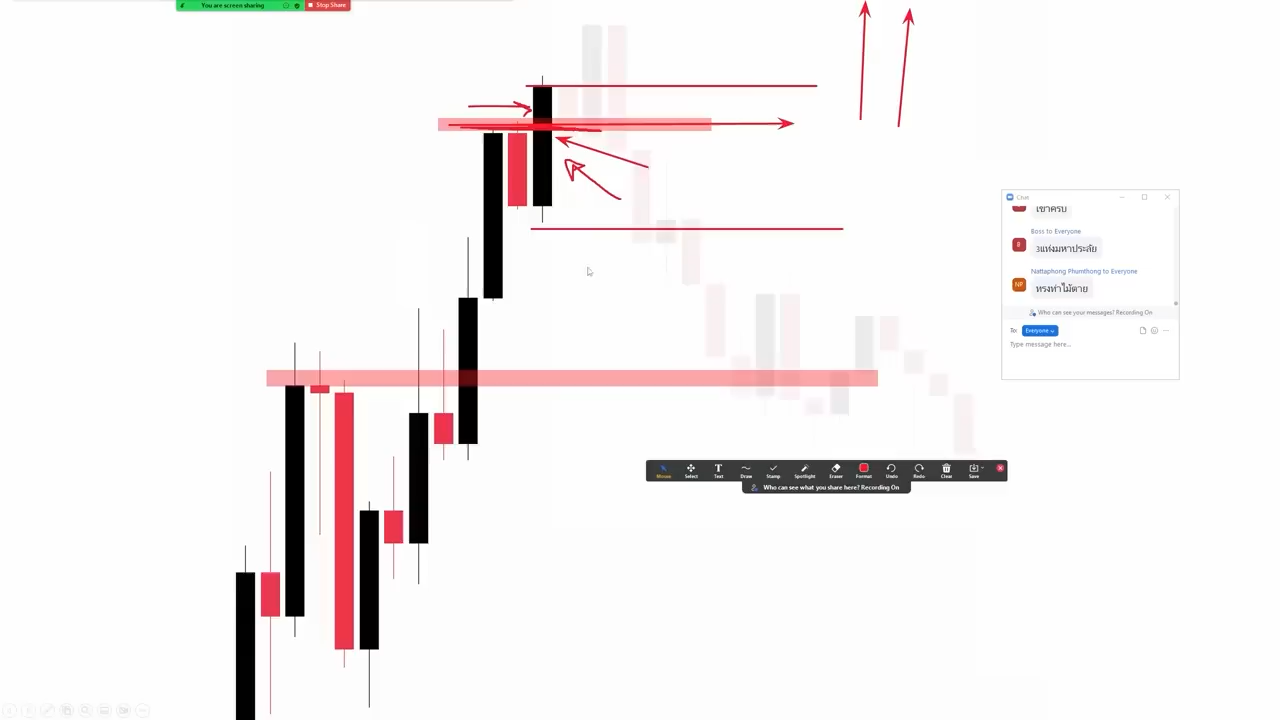 You are screen sharing
Stop Share
Chat
เขาครับ
B
Boss to Everyone
3แท่งมหาประลัย
NP
Nattaphong Phumthong to Everyone
ทรงท่าไม้ตาย
Who can see your messages? Recording On
To:
Everyone
Type message here...
Mouse
Select
Text
Draw
Stamp
Spotlight
Eraser
Format
Undo
Redo
Clear
Save
Who can see what you share here? Recording On